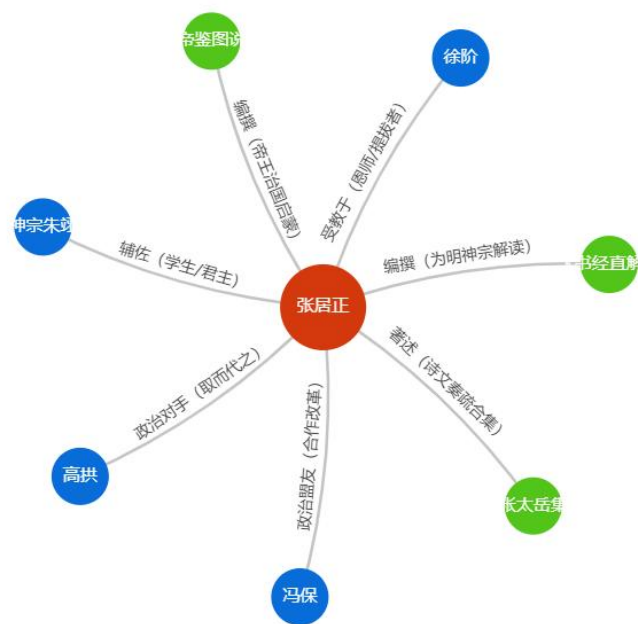 帝鉴图说
徐阶
编撰（帝王治国启蒙）
受教于（恩师/提拔者）
神宗朱翊
辅佐（学生/君主）
编撰（为明神宗解读）
书经直解
张居正
著述（诗文奏疏合集）
政治对手（取而代之）
政治盟友（合作改革）
高拱
张太岳集
冯保